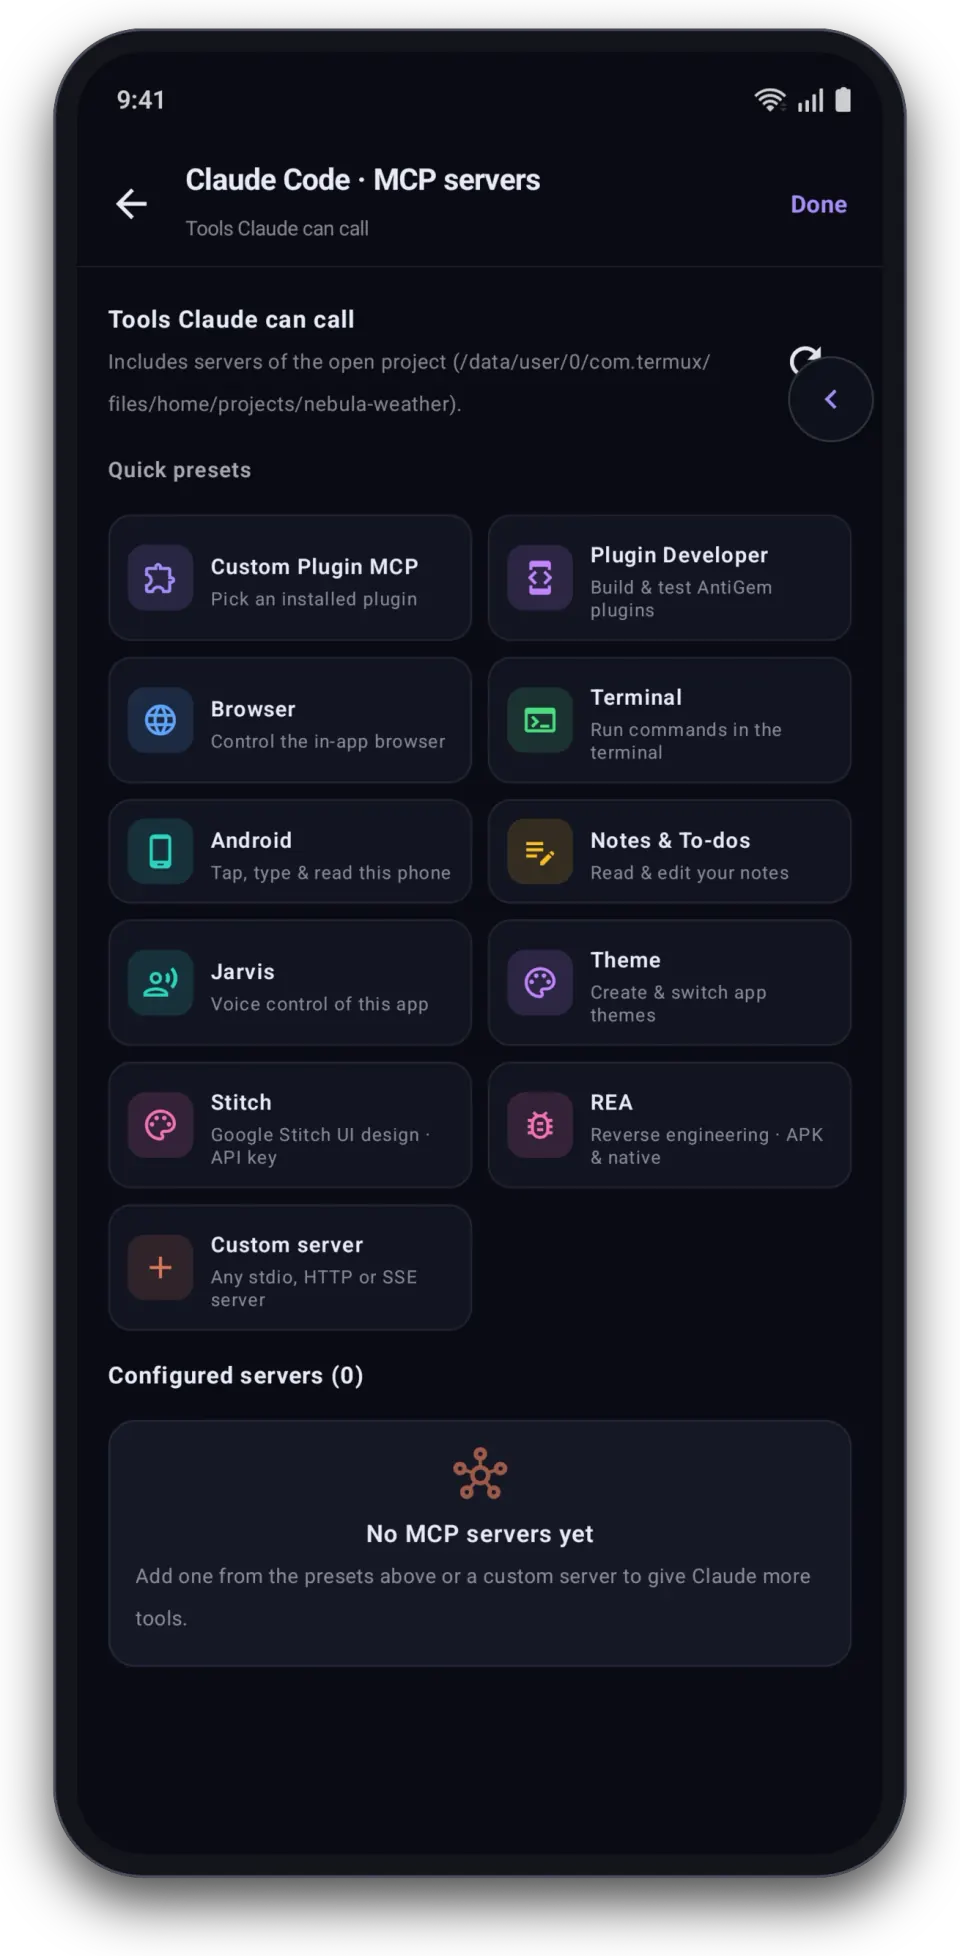 9:41
Claude Code · MCP servers
Tools Claude can call
Done
Tools Claude can call
Includes servers of the open project (/data/user/0/com.termux/
files/home/projects/nebula-weather).
Quick presets
Custom Plugin MCP
Pick an installed plugin
Plugin Developer
Build & test AntiGem
plugins
Browser
Control the in-app browser
Terminal
Run commands in the
terminal
Android
Tap, type & read this phone
Notes & To-dos
Read & edit your notes
Jarvis
Voice control of this app
Theme
Create & switch app
themes
Stitch
Google Stitch UI design ·
API key
REA
Reverse engineering · APK
& native
Custom server
Any stdio, HTTP or SSE
server
Configured servers (0)
No MCP servers yet
Add one from the presets above or a custom server to give Claude more
tools.